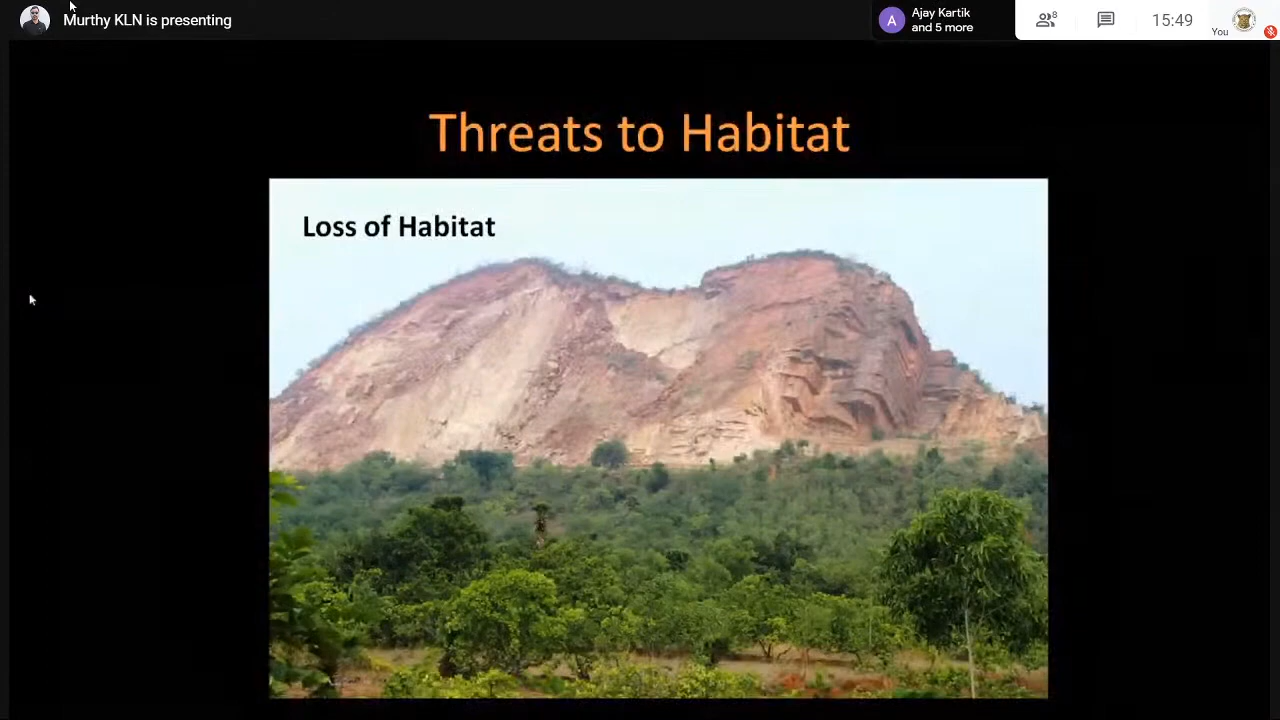 Murthy KLN is presenting
A
Ajay Kartik
and 5 more
8
15:49
You
Threats to Habitat
Loss of Habitat